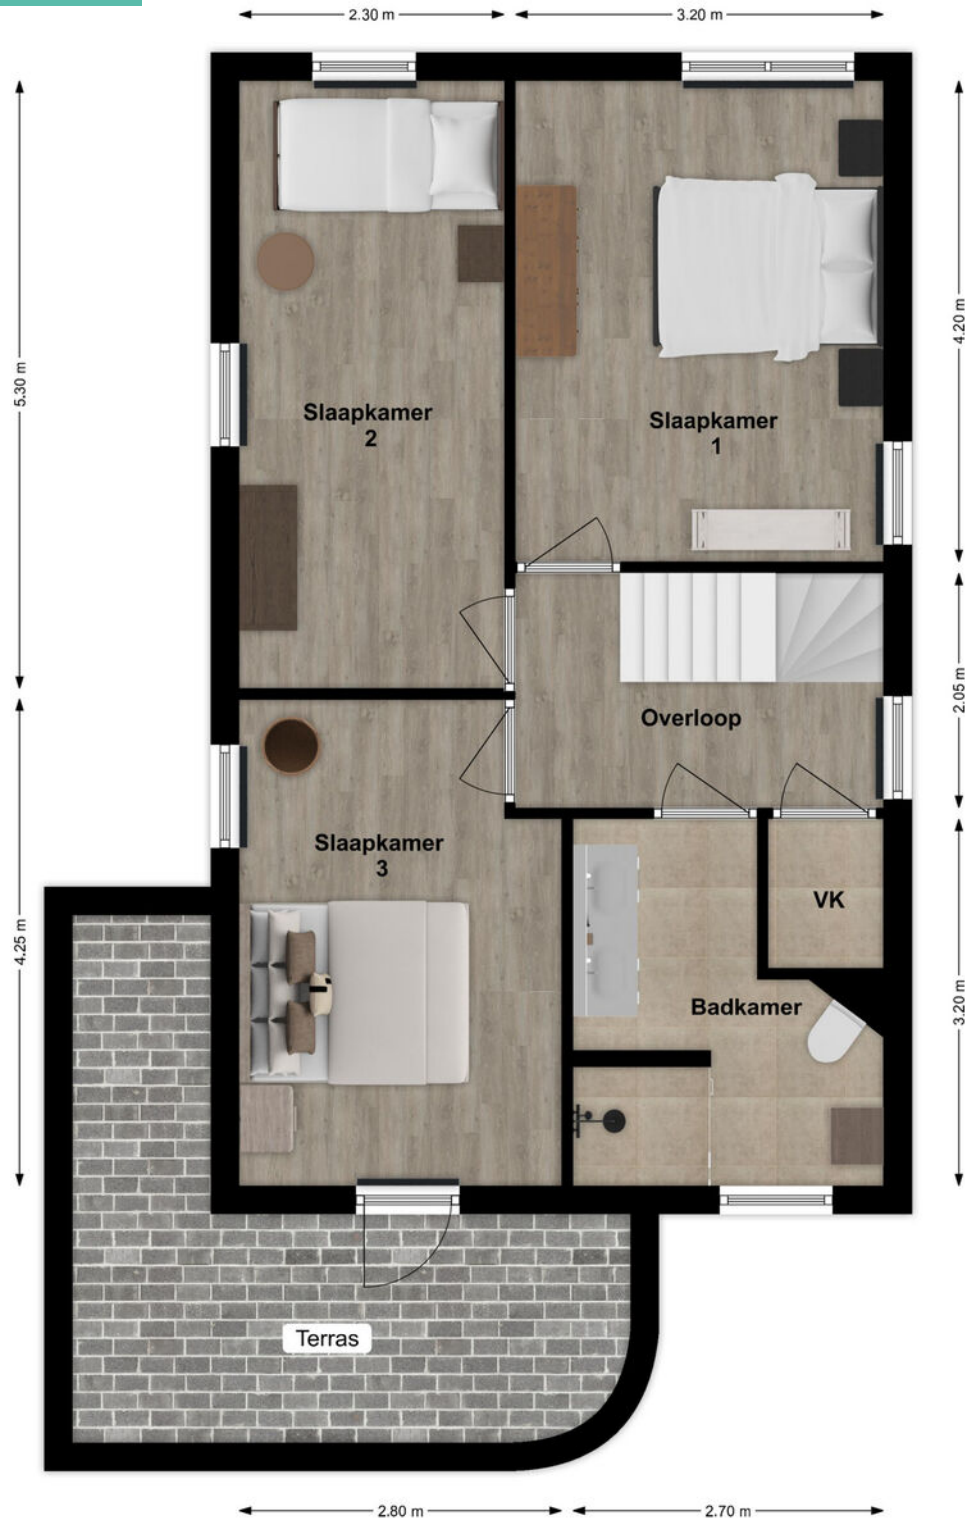 2.30 m
3.20 m
5.30 m
4.20 m
Slaapkamer
2
Slaapkamer
1
2.05 m
Overloop
Slaapkamer
3
VK
4.25 m
3.20 m
Badkamer
Terras
2.80 m
2.70 m